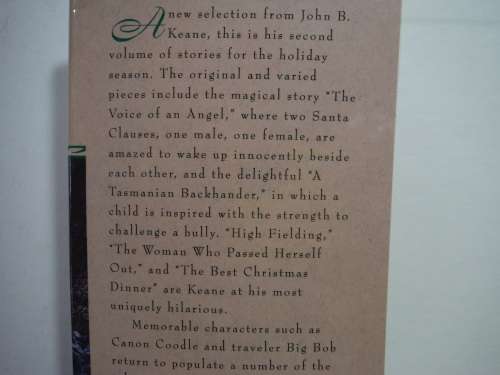 A new selection from John B.
Keane, this is his second
volume of stories for the holiday
season. The original and varied
pieces include the magical story "The
Voice of an Angel," where two Santa
Clauses, one male, one female, are
amazed to wake up innocently beside
each other, and the delightful "A
Tasmanian Backhander," in which a
child is inspired with the strength to
challenge a bully. "High Fielding,"
"The Woman Who Passed Herself
Out," and "The Best Christmas
Dinner" are Keane at his most
uniquely hilarious.
Memorable characters such as
Canon Coodle and traveler Big Bob
return to populate a number of the